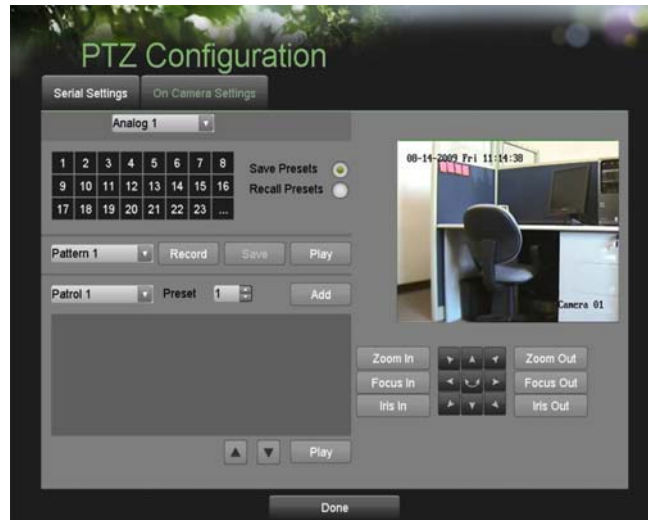 PTZ Configuration
Serial Settings On Camera Settings
Analog 1
1 2 3 4 5 6 7 8
9 10 11 12 13 14 15 16
17 18 19 20 21 22 23 ...
Save Presets
Recall Presets
Pattern 1 Record Save Play
Patrol 1 Preset 1 Add
Play
08-14-2009 Fri 11:14:38
Camera 01
Zoom In Zoom Out
Focus In Focus Out
Iris In Iris Out
Done